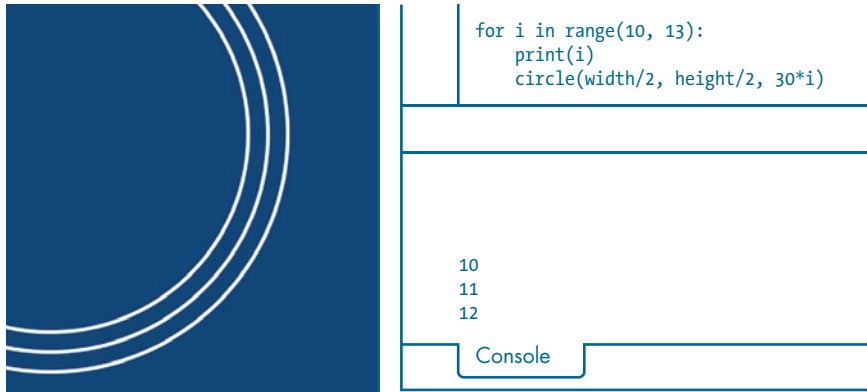 for i in range(10, 13):
print(i)
circle(width/2, height/2, 30*i)
10
11
12
Console